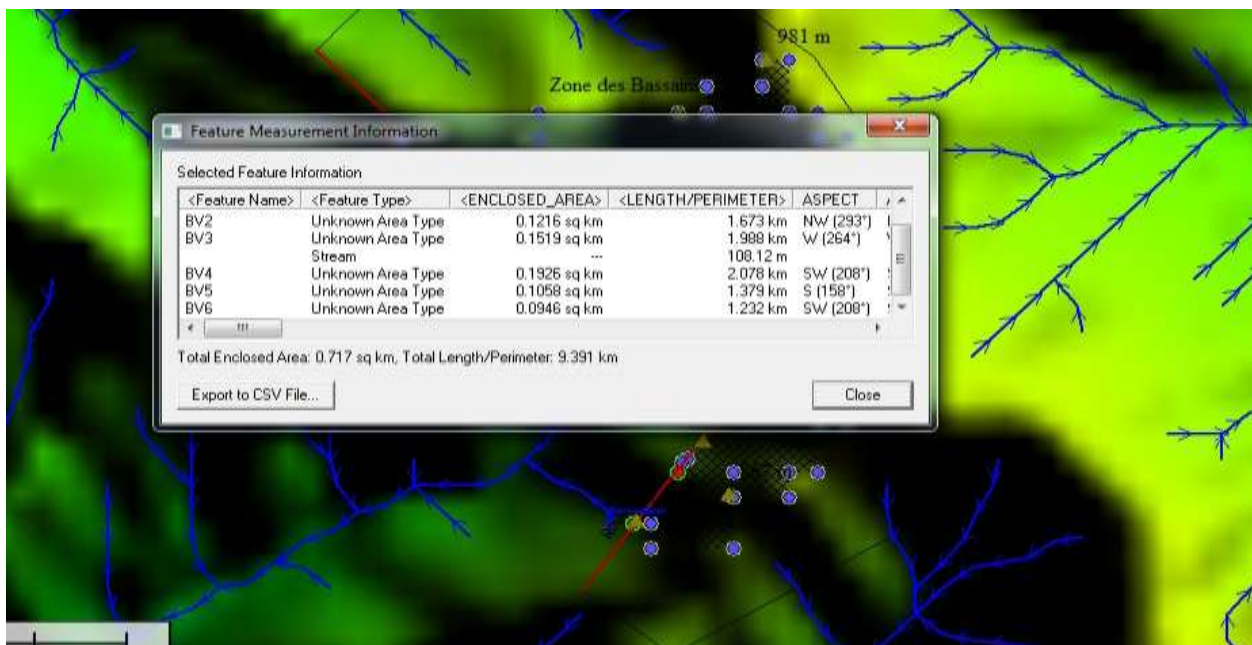 981 m
Zone des Bassains
Feature Measurement Information
Selected Feature Information
<Feature Name> <Feature Type> <ENCLOSED_AREA> <LENGTH/PERIMETER> ASPECT
BV2 Unknown Area Type 0.1216 sq km 1.673 km NW (293°)
BV3 Unknown Area Type 0.1519 sq km 1.988 km W (264°)
Stream --- 108.12 m
BV4 Unknown Area Type 0.1926 sq km 2.078 km SW (208°)
BV5 Unknown Area Type 0.1058 sq km 1.379 km S (158°)
BV6 Unknown Area Type 0.0946 sq km 1.232 km SW (208°)
Total Enclosed Area: 0.717 sq km, Total Length/Perimeter: 9.391 km
Export to CSV File... Close